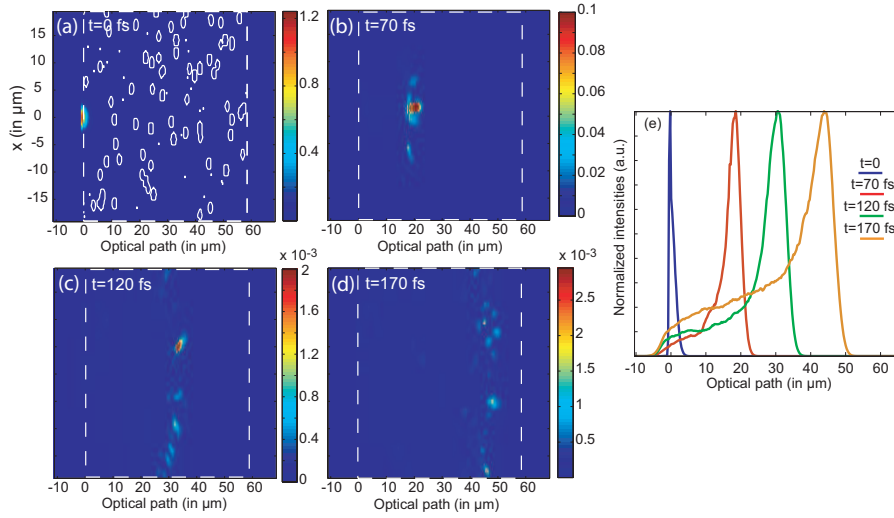 (a) t=0 fs
x (in µm)
15
10
5
0
-5
-10
-15
-10 0 10 20 30 40 50 60
Optical path (in µm)
1.2
1
0.8
0.6
0.4
0.2
(b) t=70 fs
-10 0 10 20 30 40 50 60
Optical path (in µm)
0.1
0.08
0.06
0.04
0.02
0
(c) t=120 fs
-10 0 10 20 30 40 50 60
Optical path (in µm)
x 10⁻³
2
1.6
1.2
0.8
0.4
0
(d) t=170 fs
-10 0 10 20 30 40 50 60
Optical path (in µm)
x 10⁻³
2.5
2
1.5
1
0.5
(e)
Normalized intensities (a.u.)
t=0
t=70 fs
t=120 fs
t=170 fs
-10 0 10 20 30 40 50 60
Optical path (in µm)